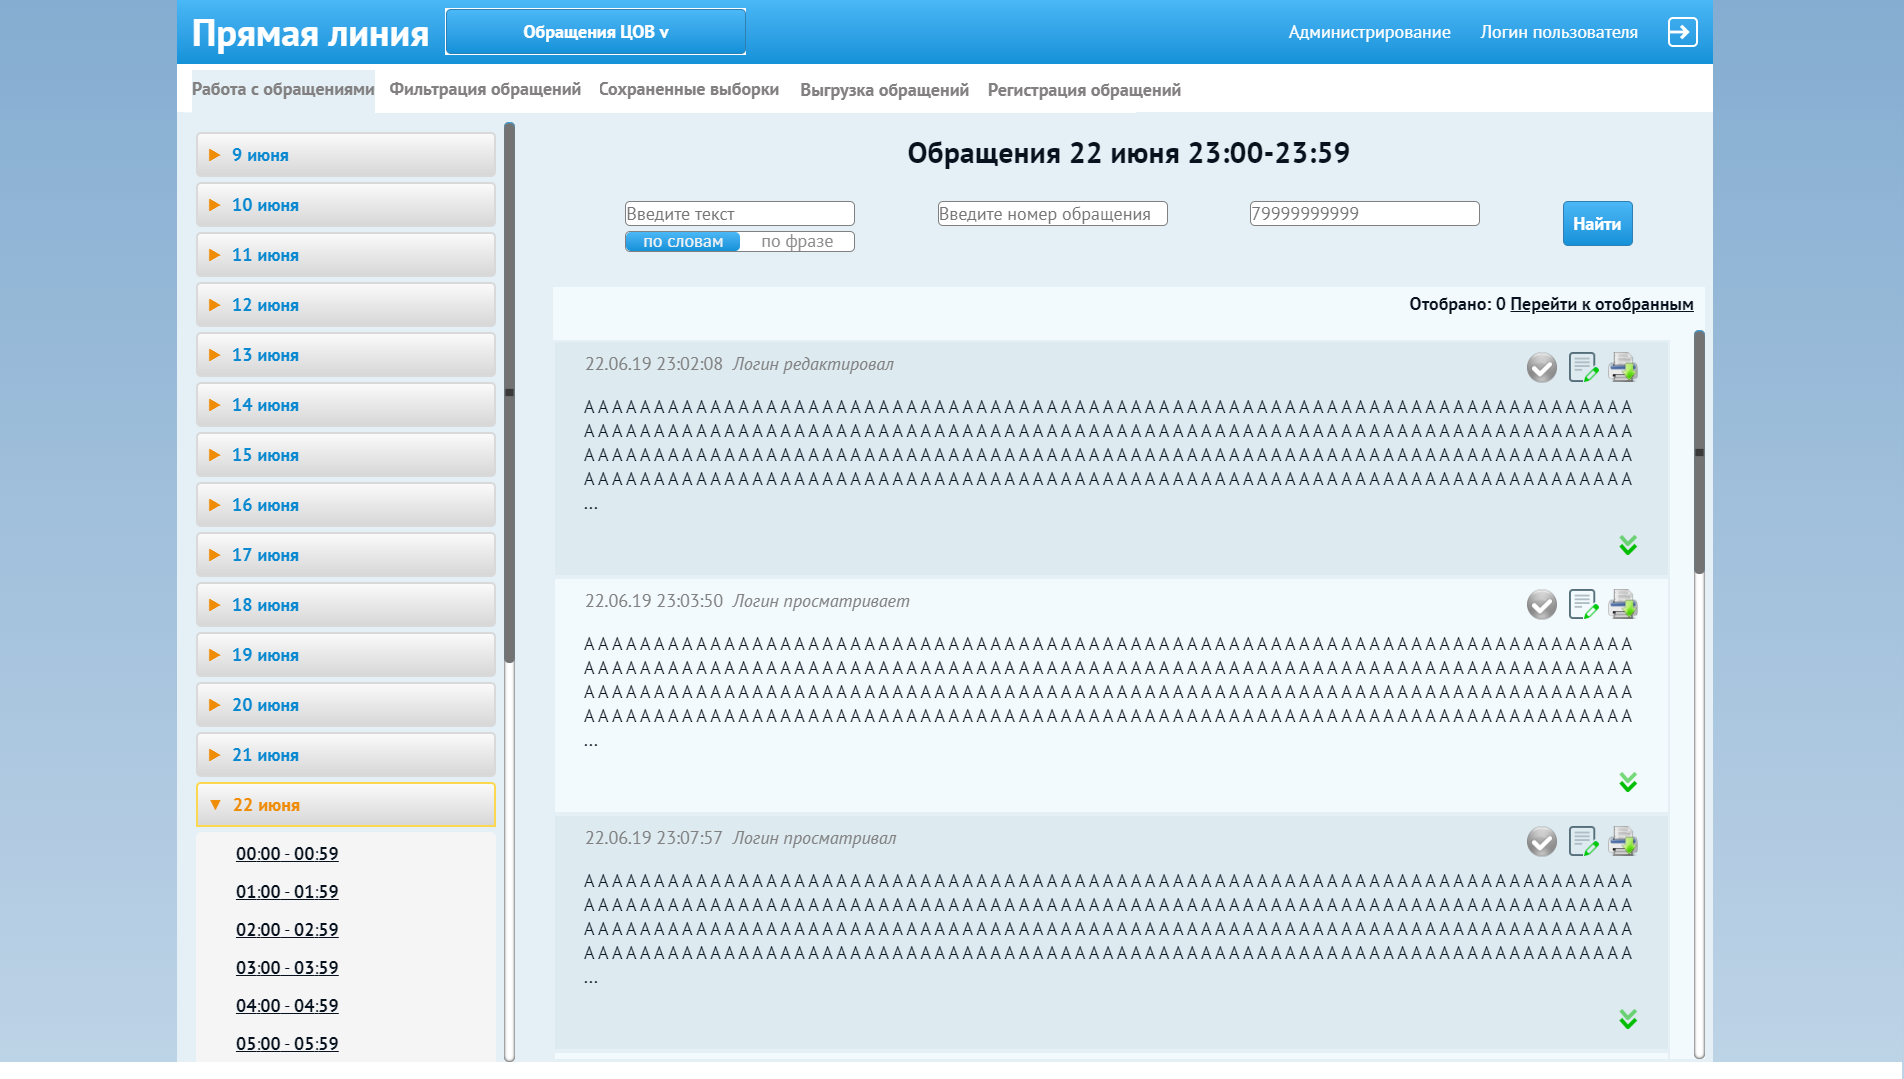 Прямая линия
Обращения ЦОВ v
Администрирование
Логин пользователя
Работа с обращениями
Фильтрация обращений
Сохраненные выборки
Выгрузка обращений
Регистрация обращений
9 июня
10 июня
11 июня
12 июня
13 июня
14 июня
15 июня
16 июня
17 июня
18 июня
19 июня
20 июня
21 июня
22 июня
00:00 - 00:59
01:00 - 01:59
02:00 - 02:59
03:00 - 03:59
04:00 - 04:59
05:00 - 05:59
Обращения 22 июня 23:00-23:59
Введите текст
по словам
по фразе
Введите номер обращения
79999999999
Найти
Отобрано: 0 Перейти к отобранным
22.06.19 23:02:08 Логин редактировал
А А А А А А А А А А А А А А А А А А А А А А А А А А А А А А А А А А А А А А А А А А А А А А А А А А А А А А А А А А А А А А А А А А А А А А А А А А А
А А А А А А А А А А А А А А А А А А А А А А А А А А А А А А А А А А А А А А А А А А А А А А А А А А А А А А А А А А А А А А А А А А А А А А А А А А А
А А А А А А А А А А А А А А А А А А А А А А А А А А А А А А А А А А А А А А А А А А А А А А А А А А А А А А А А А А А А А А А А А А А А А А А А А А А
А А А А А А А А А А А А А А А А А А А А А А А А А А А А А А А А А А А А А А А А А А А А А А А А А А А А А А А А А А А А А А А А А А А А А А А А А А А
...
22.06.19 23:03:50 Логин просматривает
А А А А А А А А А А А А А А А А А А А А А А А А А А А А А А А А А А А А А А А А А А А А А А А А А А А А А А А А А А А А А А А А А А А А А А А А А А А
А А А А А А А А А А А А А А А А А А А А А А А А А А А А А А А А А А А А А А А А А А А А А А А А А А А А А А А А А А А А А А А А А А А А А А А А А А А
А А А А А А А А А А А А А А А А А А А А А А А А А А А А А А А А А А А А А А А А А А А А А А А А А А А А А А А А А А А А А А А А А А А А А А А А А А А
А А А А А А А А А А А А А А А А А А А А А А А А А А А А А А А А А А А А А А А А А А А А А А А А А А А А А А А А А А А А А А А А А А А А А А А А А А А
...
22.06.19 23:07:57 Логин просматривал
А А А А А А А А А А А А А А А А А А А А А А А А А А А А А А А А А А А А А А А А А А А А А А А А А А А А А А А А А А А А А А А А А А А А А А А А А А А
А А А А А А А А А А А А А А А А А А А А А А А А А А А А А А А А А А А А А А А А А А А А А А А А А А А А А А А А А А А А А А А А А А А А А А А А А А А
А А А А А А А А А А А А А А А А А А А А А А А А А А А А А А А А А А А А А А А А А А А А А А А А А А А А А А А А А А А А А А А А А А А А А А А А А А А
А А А А А А А А А А А А А А А А А А А А А А А А А А А А А А А А А А А А А А А А А А А А А А А А А А А А А А А А А А А А А А А А А А А А А А А А А А А
...